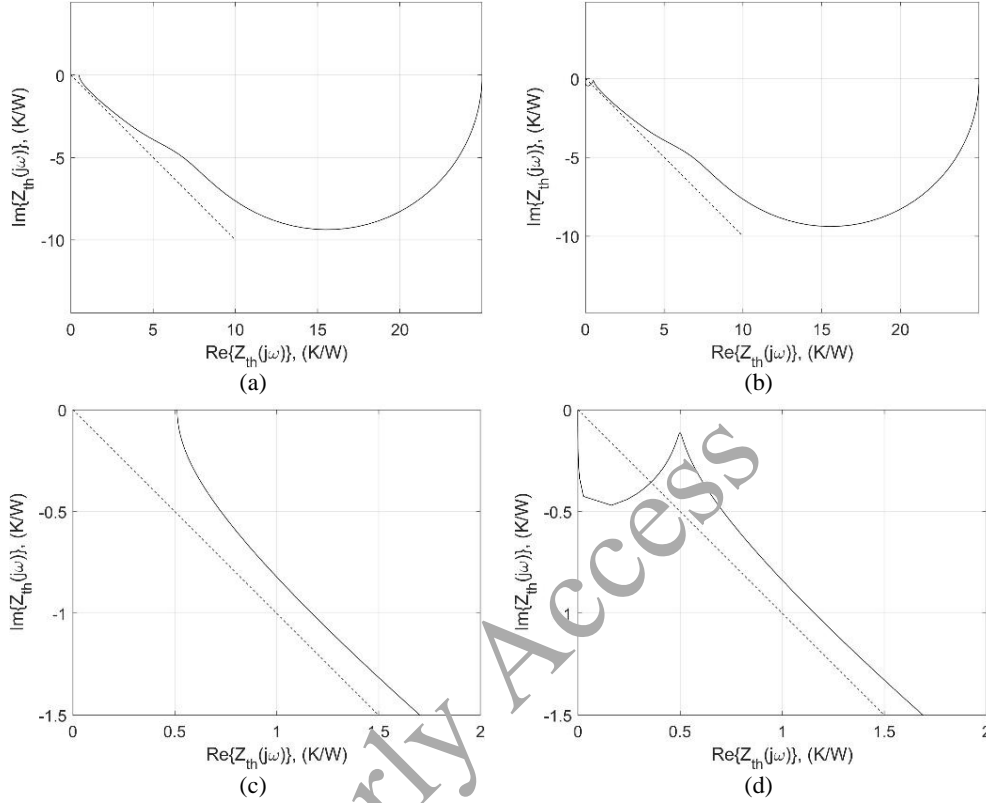 0
-5
-10
0
5
10
15
20
Im{Z_th(jω)}, (K/W)
Re{Z_th(jω)}, (K/W)
(a)
0
-5
-10
0
5
10
15
20
Im{Z_th(jω)}, (K/W)
Re{Z_th(jω)}, (K/W)
(b)
0
-0.5
-1
-1.5
0
0.5
1
1.5
2
Im{Z_th(jω)}, (K/W)
Re{Z_th(jω)}, (K/W)
(c)
0
-0.5
1
-1.5
0
0.5
1
1.5
2
Im{Z_th(jω)}, (K/W)
Re{Z_th(jω)}, (K/W)
(d)
rly Access